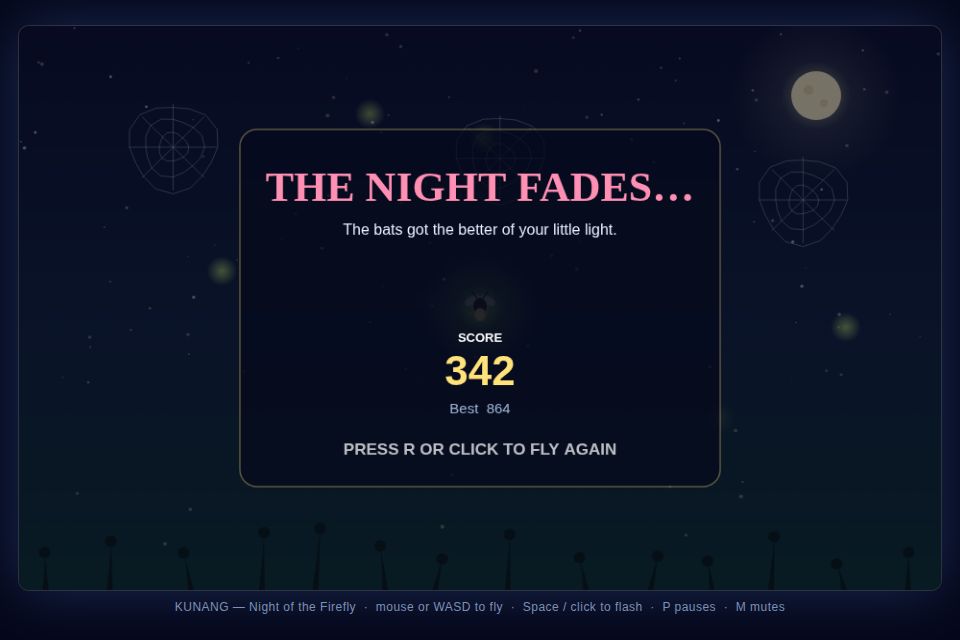 THE NIGHT FADES…
The bats got the better of your little light.
SCORE
342
Best 864
PRESS R OR CLICK TO FLY AGAIN
KUNANG — Night of the Firefly · mouse or WASD to fly · Space / click to flash · P pauses · M mutes